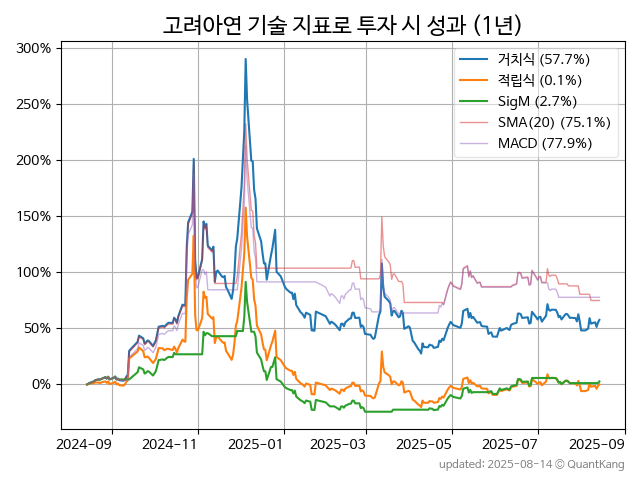 고려아연 기술 지표로 투자 시 성과 (1년)
300%
250%
200%
150%
100%
50%
0%
거치식 (57.7%)
적립식 (0.1%)
SigM (2.7%)
SMA(20) (75.1%)
MACD (77.9%)
2024-09 2024-11 2025-01 2025-03 2025-05 2025-07 2025-09
updated: 2025-08-14 © QuantKang